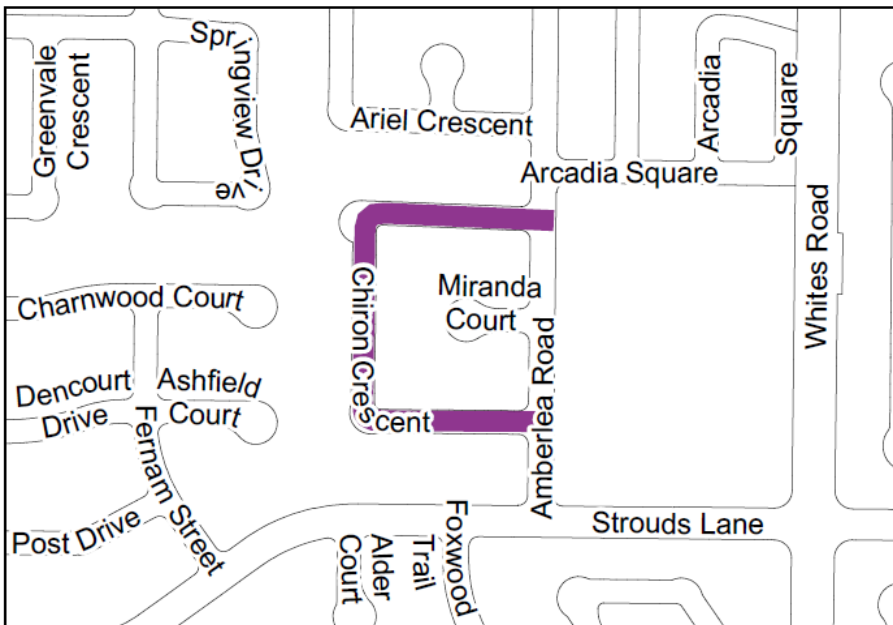 Springview Drive
Greenvale
Crescent
Ariel Crescent
Arcadia
Square
Arcadia Square
Whites Road
Chiron Crescent
Miranda
Court
Charnwood Court
Amberlea Road
Dencourt
Drive
Ashfield
Court
Fernam Street
Post Drive
Strouds Lane
Foxwood
Trail
Alder
Court